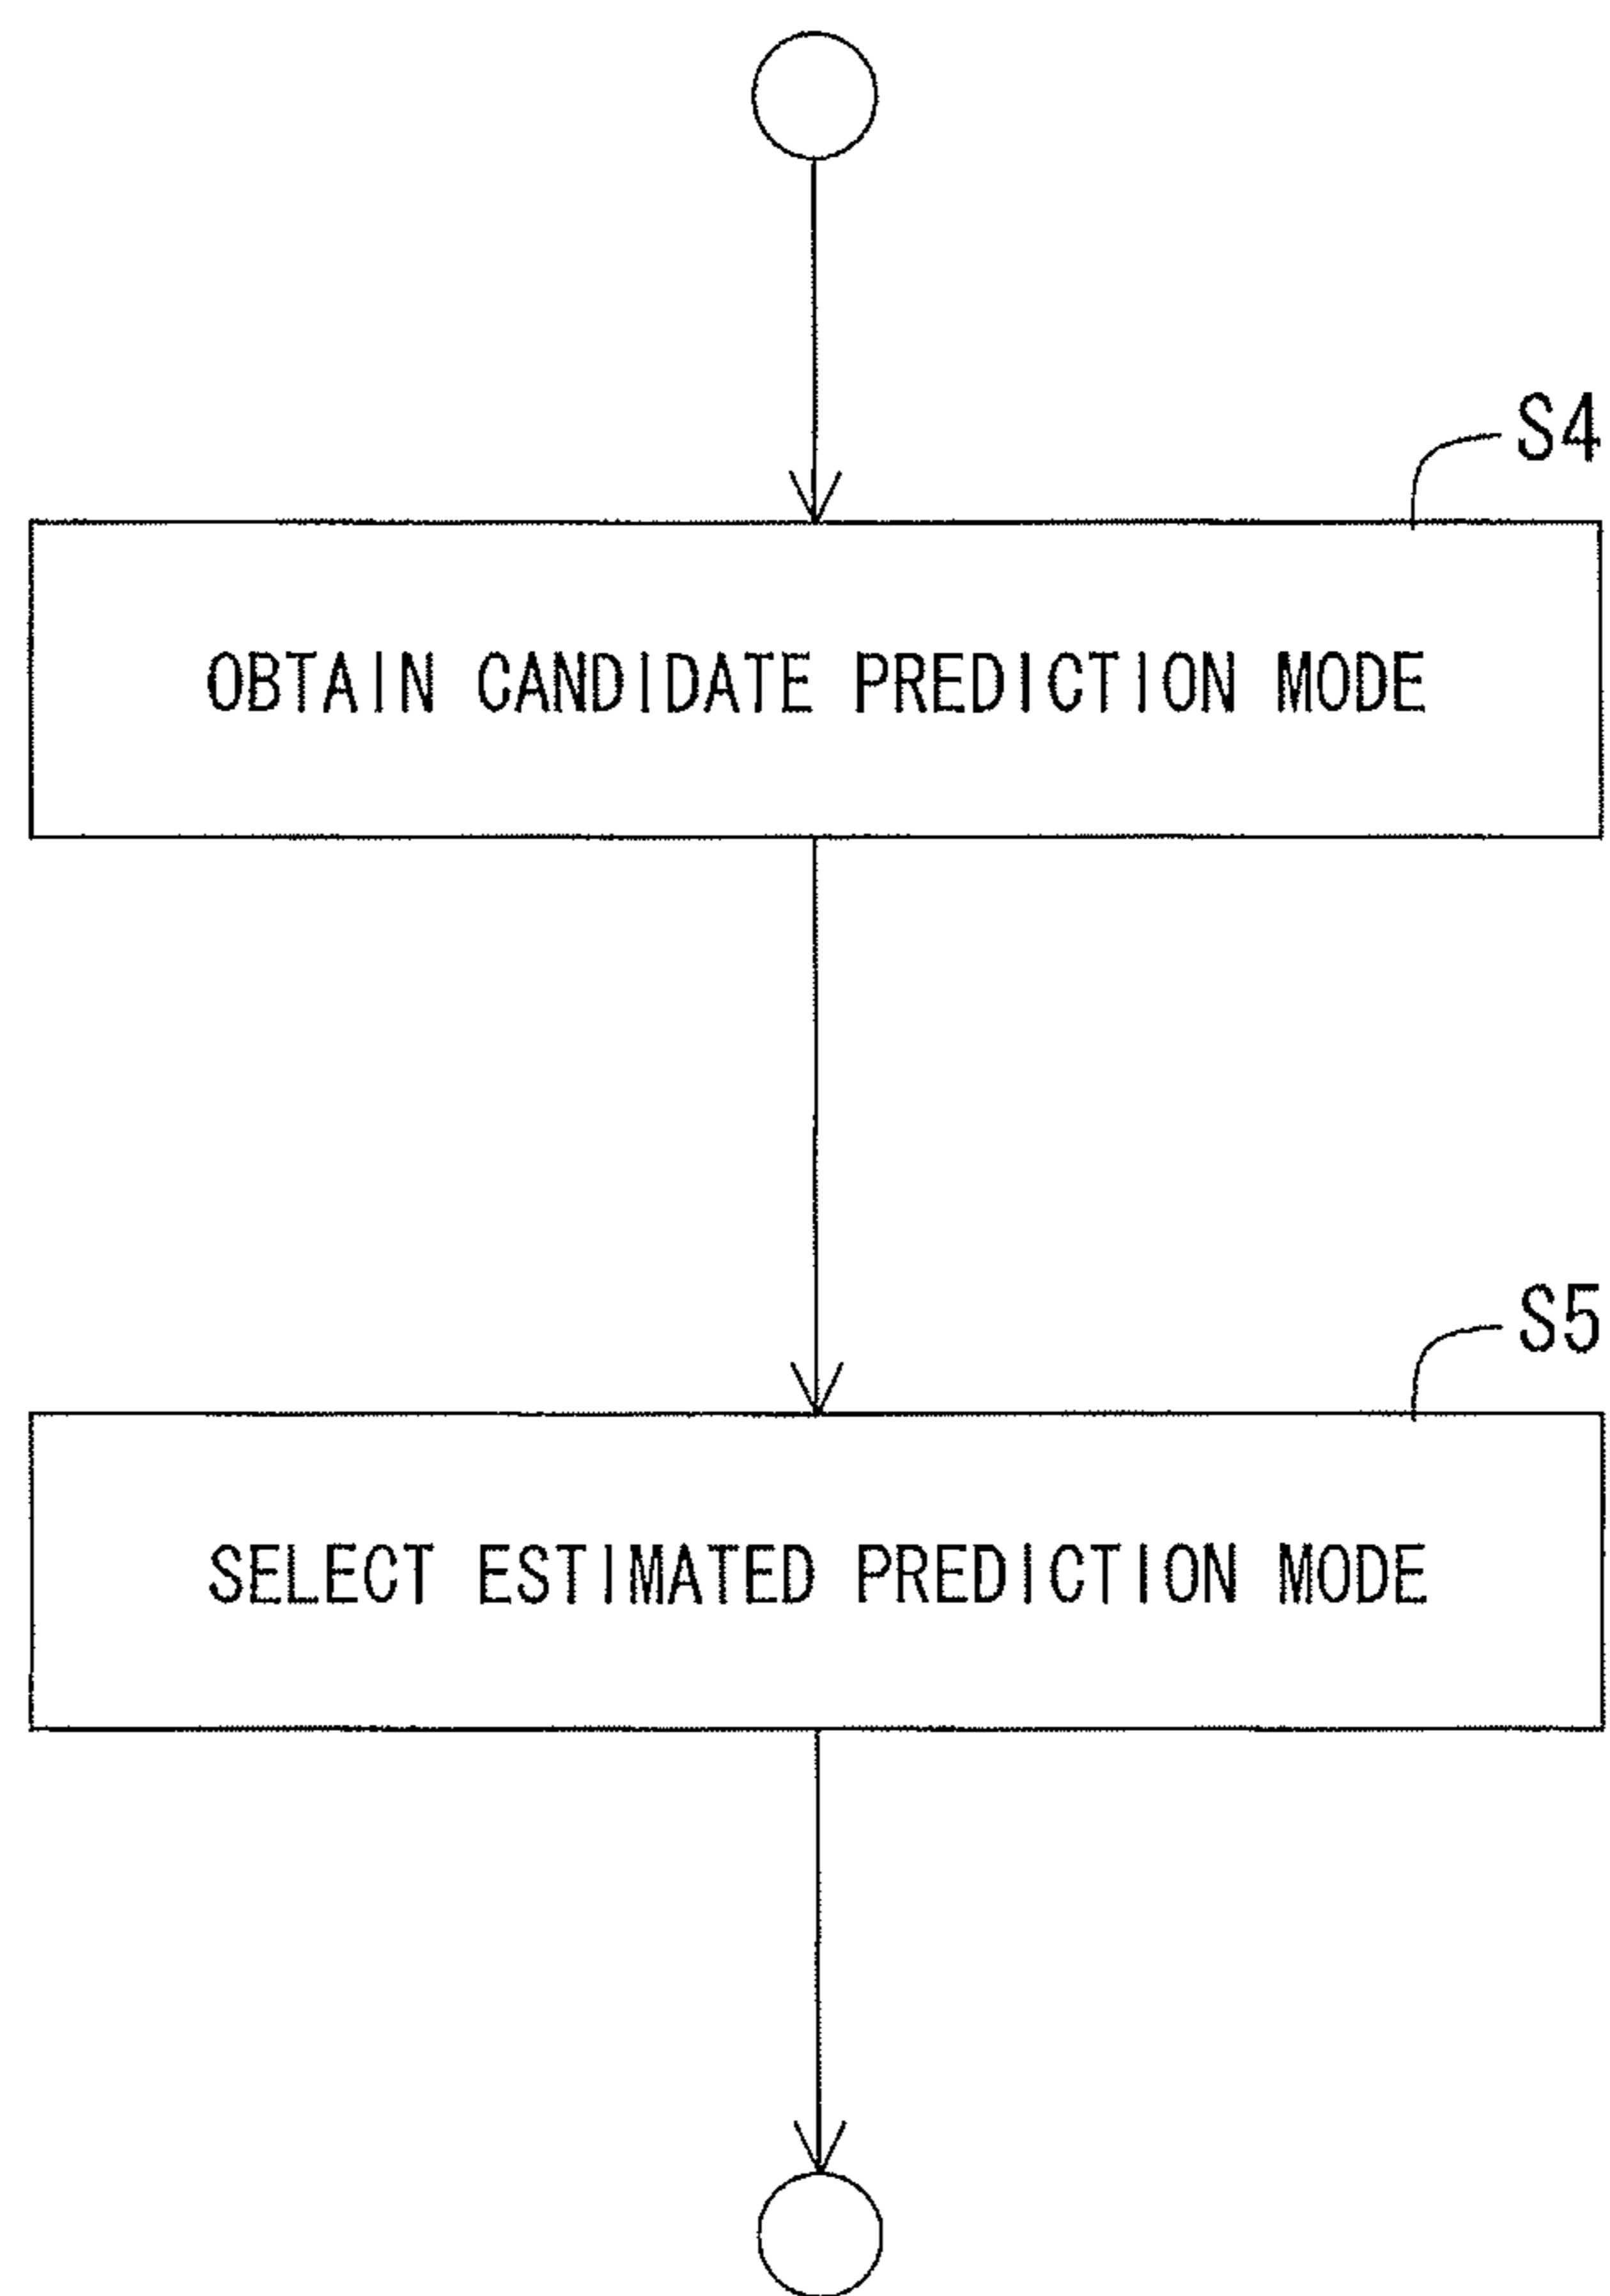 S4
OBTAIN CANDIDATE PREDICTION MODE
S5
SELECT ESTIMATED PREDICTION MODE